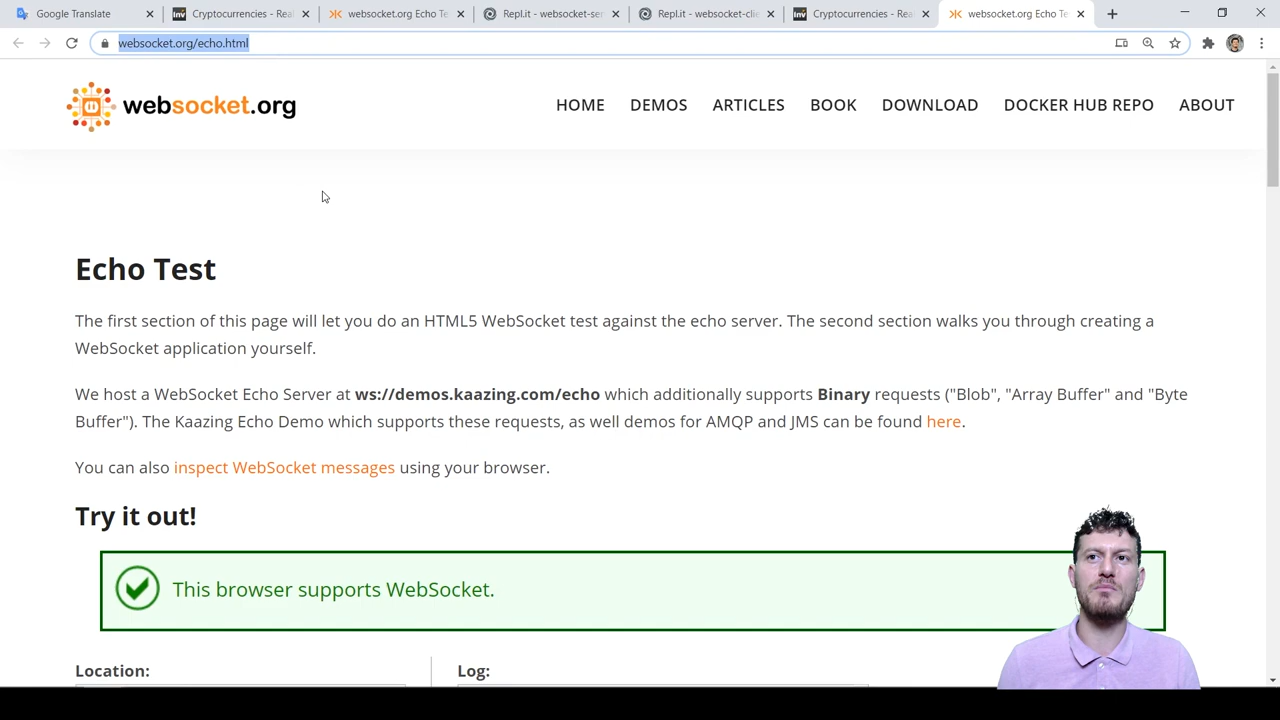 Google Translate
Cryptocurrencies - Rea
websocket.org Echo Te
Repl.it - websocket-se
Repl.it - websocket-clie
Cryptocurrencies - Rea
websocket.org Echo Te
websocket.org/echo.html
websocket.org
HOME DEMOS ARTICLES BOOK DOWNLOAD DOCKER HUB REPO ABOUT
Echo Test
The first section of this page will let you do an HTML5 WebSocket test against the echo server. The second section walks you through creating a
WebSocket application yourself.
We host a WebSocket Echo Server at ws://demos.kaazing.com/echo which additionally supports Binary requests ("Blob", "Array Buffer" and "Byte
Buffer"). The Kaazing Echo Demo which supports these requests, as well demos for AMQP and JMS can be found here.
You can also inspect WebSocket messages using your browser.
Try it out!
This browser supports WebSocket.
Location:
Log: